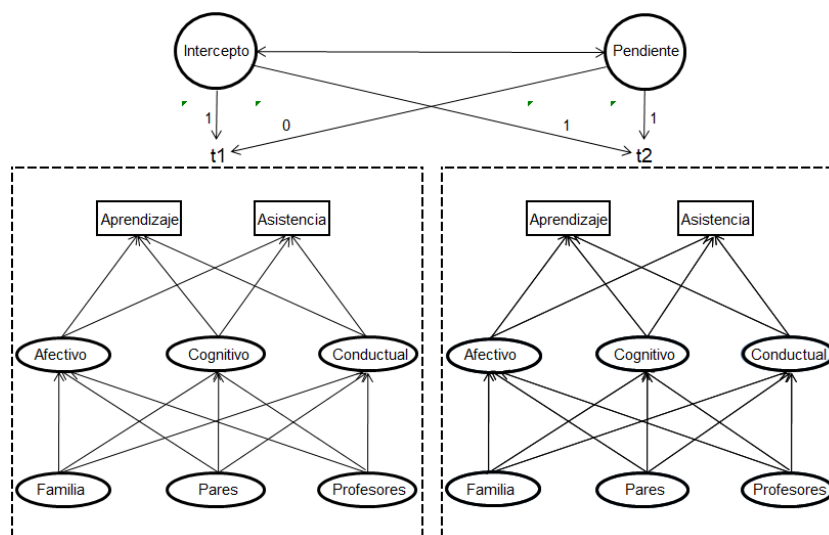 Intercepto
Pendiente
1
0
1
1
t1
t2
Aprendizaje
Asistencia
Afectivo
Cognitivo
Conductual
Familia
Pares
Profesores
Aprendizaje
Asistencia
Afectivo
Cognitivo
Conductual
Familia
Pares
Profesores